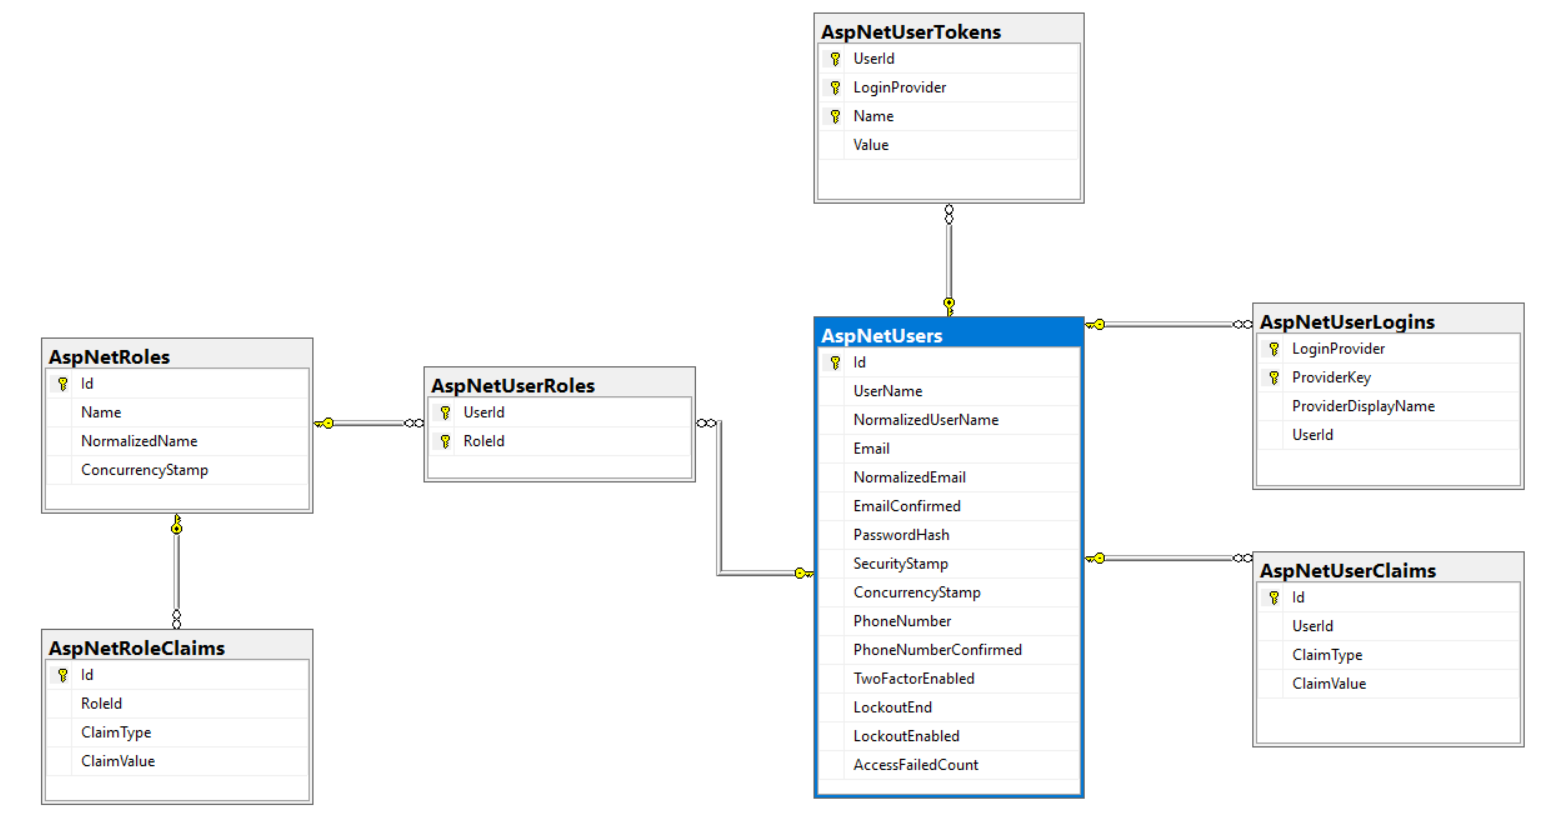 AspNetUserTokens
UserId
LoginProvider
Name
Value
AspNetUsers
Id
UserName
NormalizedUserName
Email
NormalizedEmail
EmailConfirmed
PasswordHash
SecurityStamp
ConcurrencyStamp
PhoneNumber
PhoneNumberConfirmed
TwoFactorEnabled
LockoutEnd
LockoutEnabled
AccessFailedCount
AspNetUserLogins
LoginProvider
ProviderKey
ProviderDisplayName
UserId
AspNetRoles
Id
Name
NormalizedName
ConcurrencyStamp
AspNetUserRoles
UserId
RoleId
AspNetUserClaims
Id
UserId
ClaimType
ClaimValue
AspNetRoleClaims
Id
RoleId
ClaimType
ClaimValue